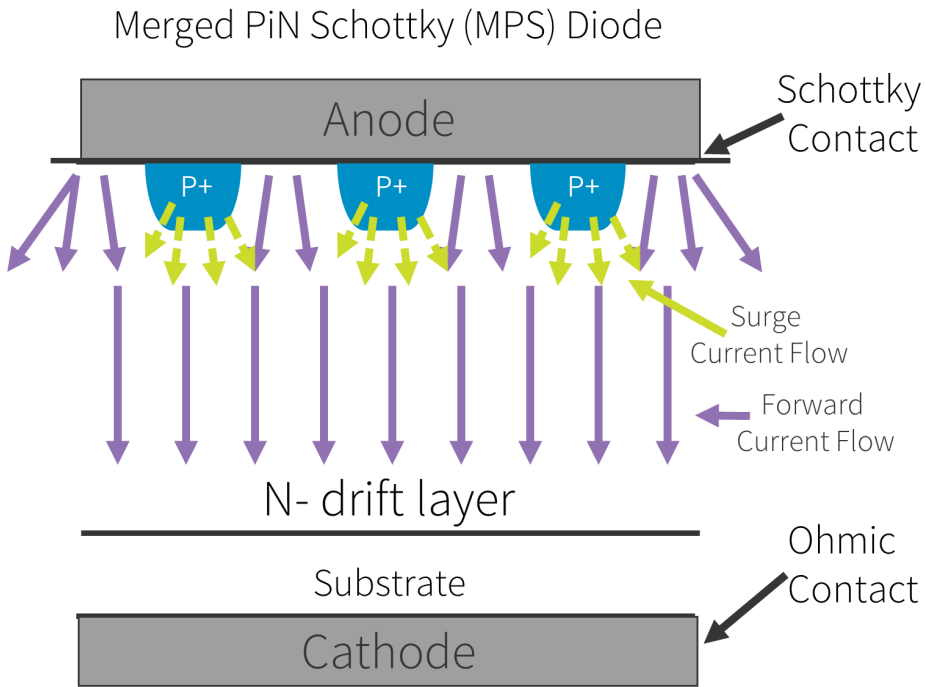 Merged PiN Schottky (MPS) Diode
Anode
Schottky
Contact
P+
P+
P+
Surge
Current Flow
Forward
Current Flow
N- drift layer
Ohmic
Contact
Substrate
Cathode